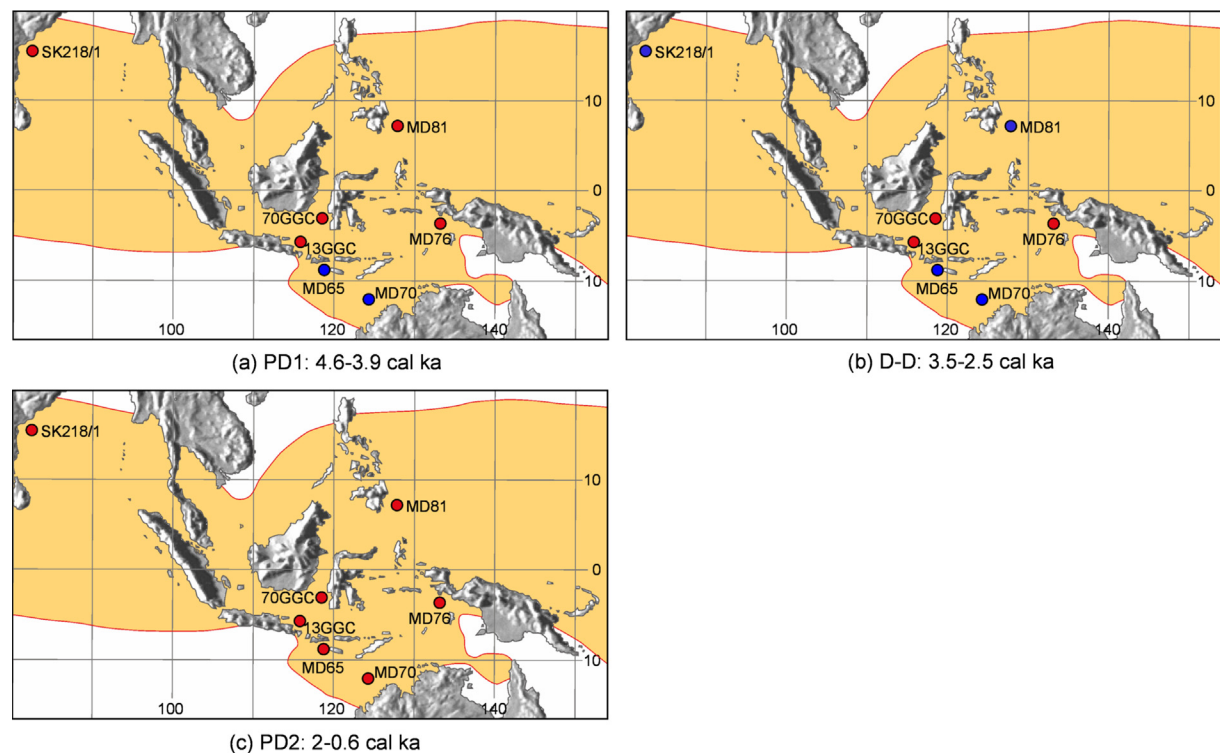 SK218/1
10
MD81
0
70GGC
13GGC
MD76
MD65
MD70
10
100
120
140
(a) PD1: 4.6-3.9 cal ka
SK218/1
10
MD81
0
70GGC
13GGC
MD76
MD65
MD70
10
100
120
140
(b) D-D: 3.5-2.5 cal ka
SK218/1
10
MD81
0
70GGC
13GGC
MD76
MD65
MD70
10
100
120
140
(c) PD2: 2-0.6 cal ka